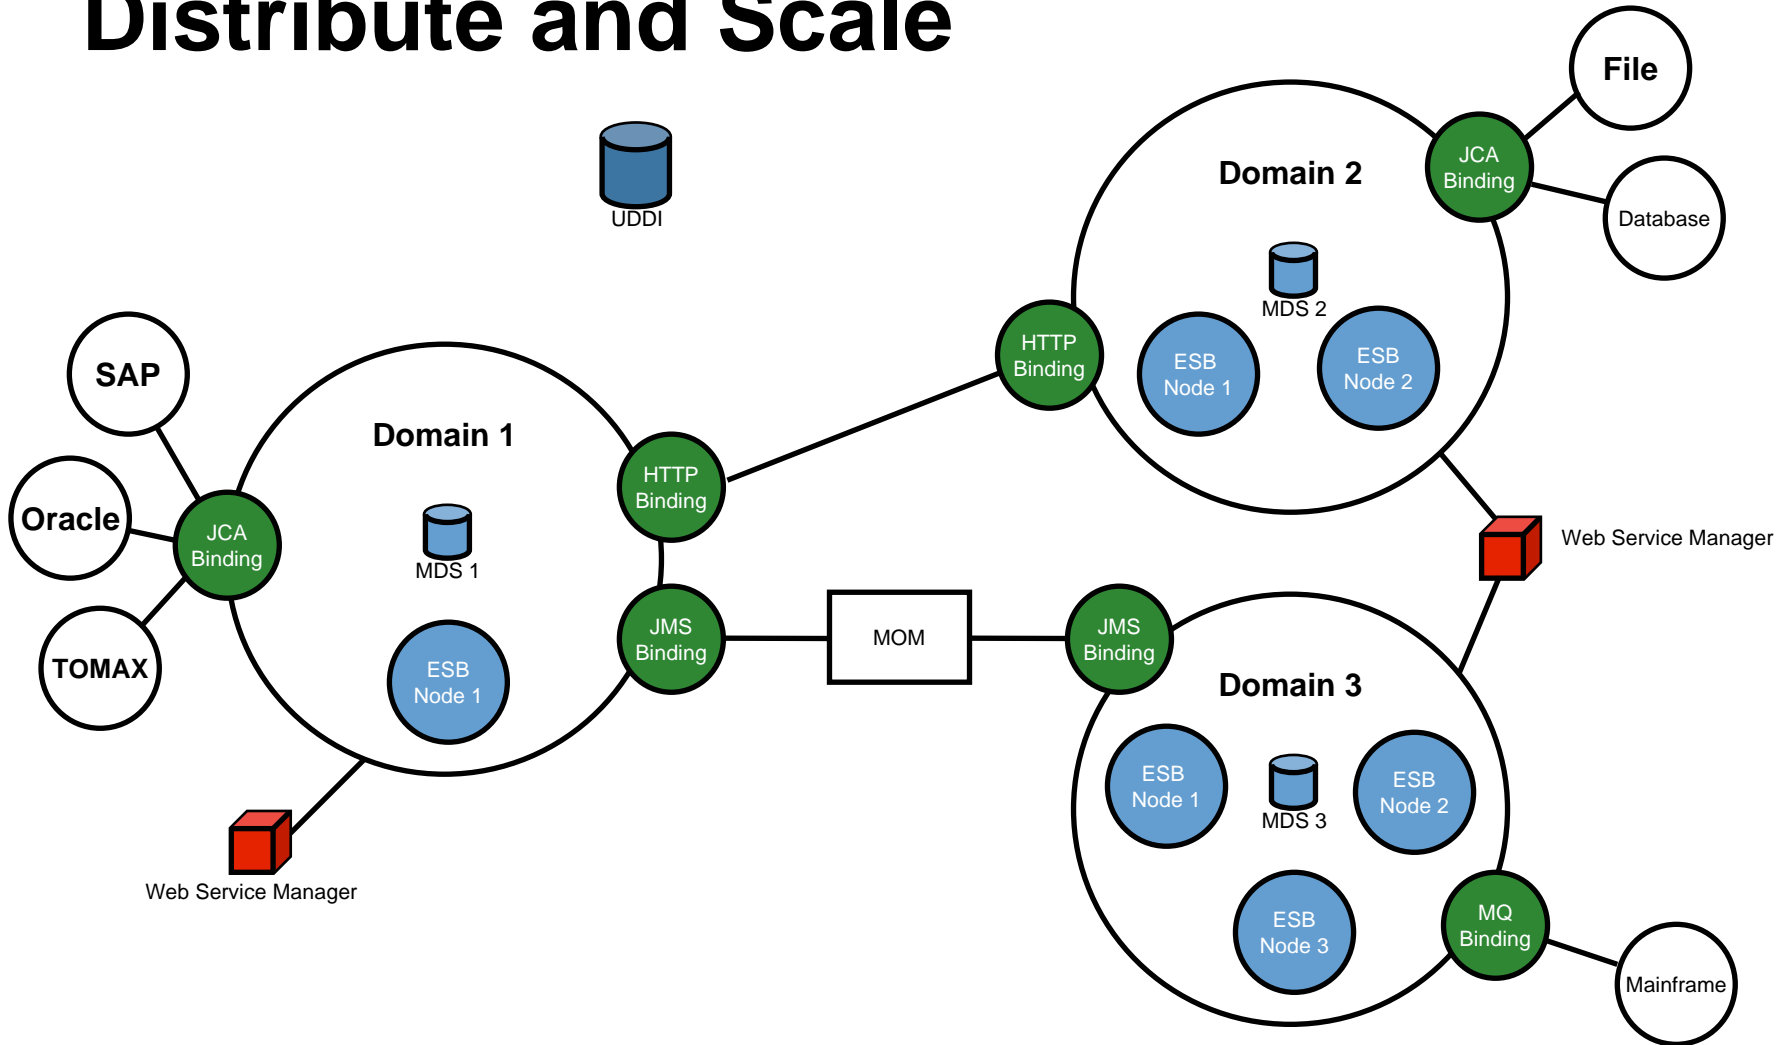 Distribute and Scale
File
JCA
Binding
Domain 2
Database
UDDI
MDS 2
HTTP
Binding
ESB
Node 1
ESB
Node 2
SAP
Domain 1
HTTP
Binding
Oracle
JCA
Binding
MDS 1
Web Service Manager
TOMAX
ESB
Node 1
JMS
Binding
MOM
JMS
Binding
Domain 3
ESB
Node 1
MDS 3
ESB
Node 2
Web Service Manager
ESB
Node 3
MQ
Binding
Mainframe